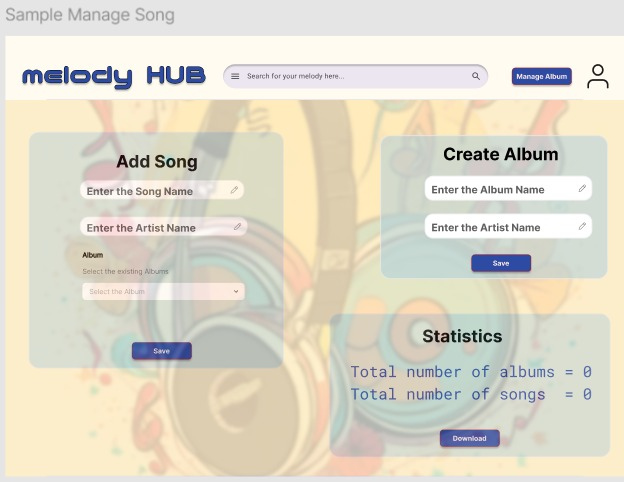 Sample Manage Song
melody HUB
Search for your melody here...
Manage Album
Add Song
Enter the Song Name
Enter the Artist Name
Album
Select the existing Albums
Select the Album
Save
Create Album
Enter the Album Name
Enter the Artist Name
Save
Statistics
Total number of albums = 0
Total number of songs = 0
Download